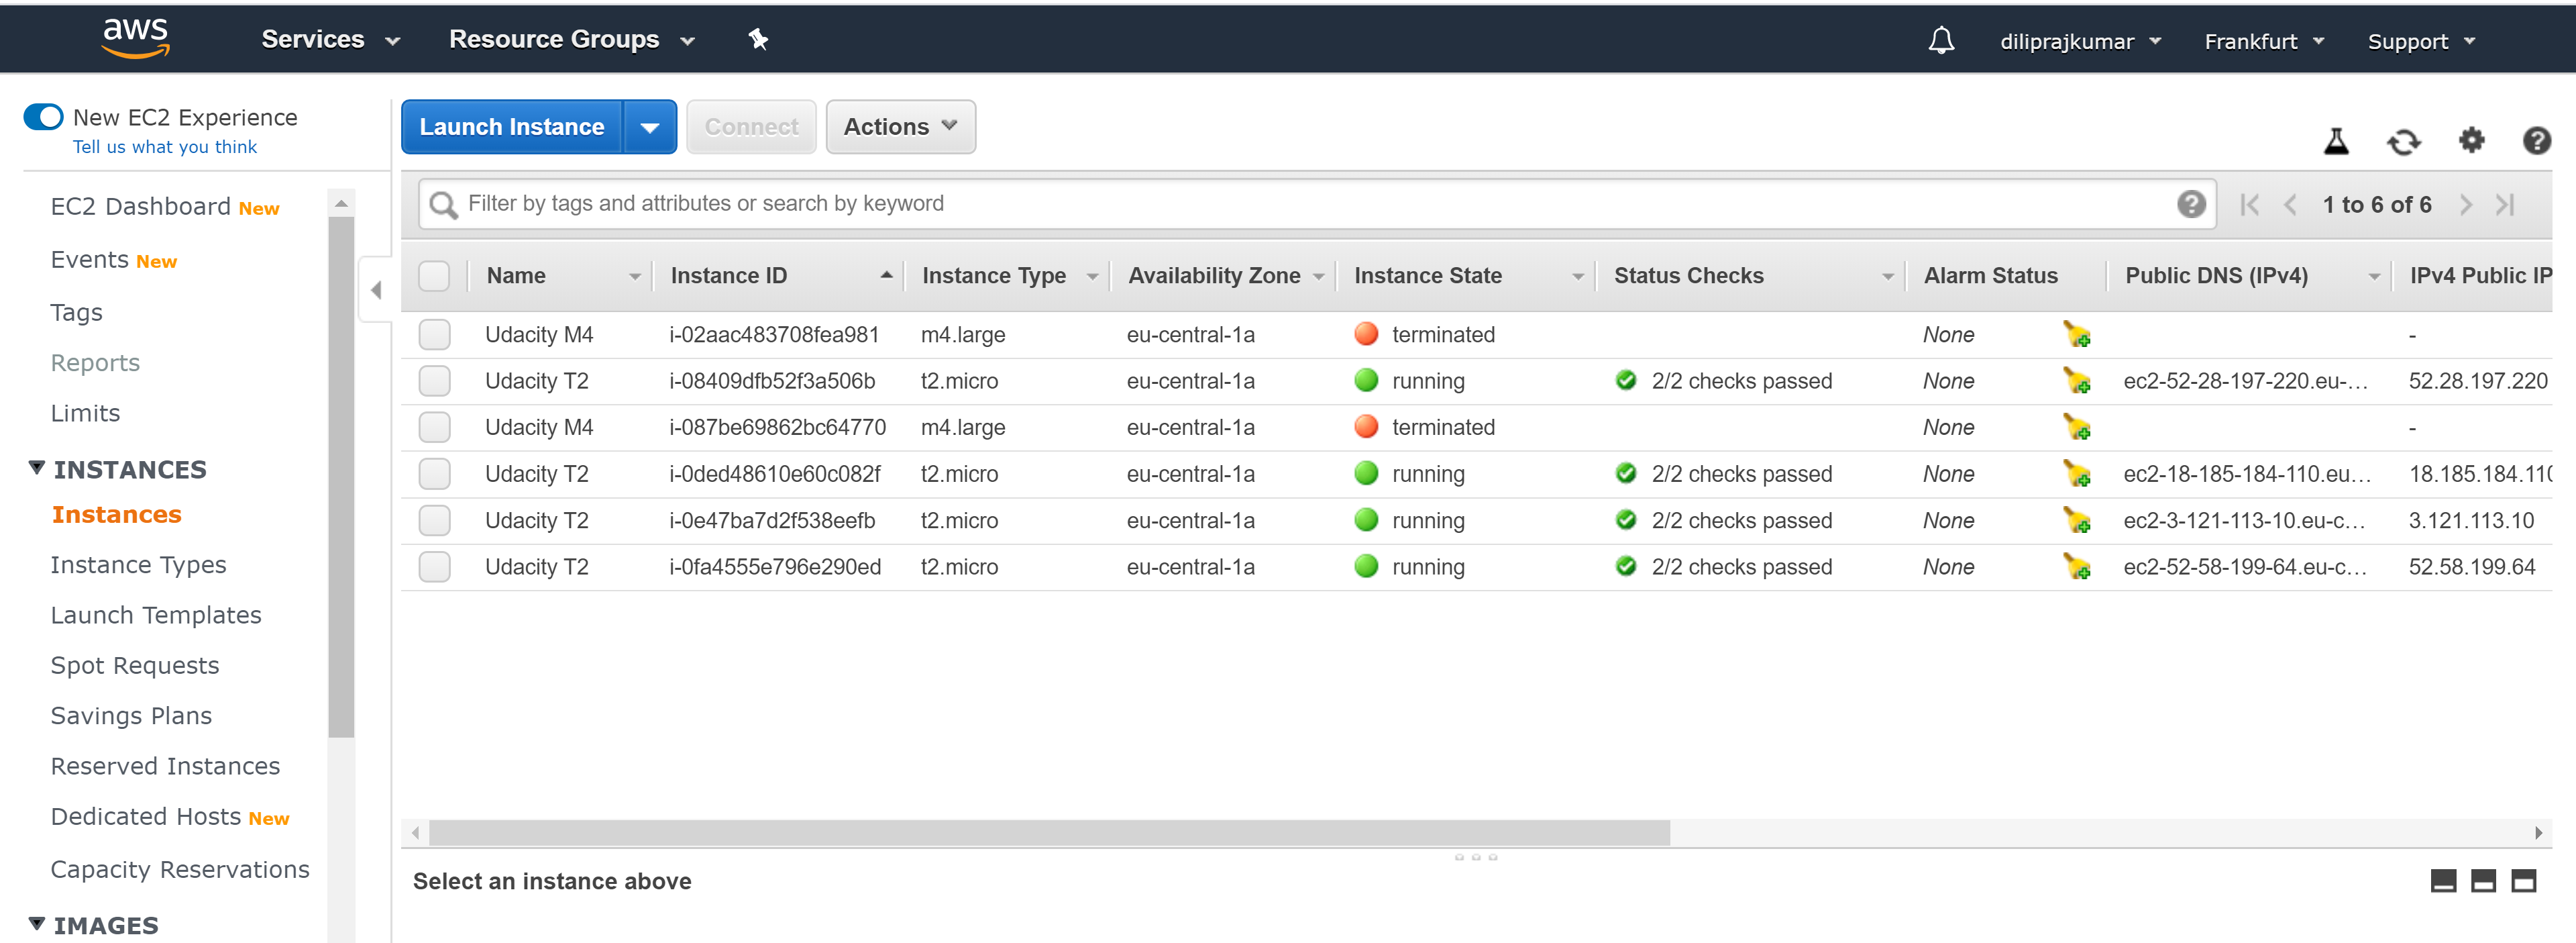 aws Services Resource Groups diliprajkumar Frankfurt Support
New EC2 Experience
Tell us what you think
EC2 Dashboard New
Events New
Tags
Reports
Limits
INSTANCES
Instances
Instance Types
Launch Templates
Spot Requests
Savings Plans
Reserved Instances
Dedicated Hosts New
Capacity Reservations
IMAGES
Launch Instance Connect Actions
Filter by tags and attributes or search by keyword 1 to 6 of 6
Name Instance ID Instance Type Availability Zone Instance State Status Checks Alarm Status Public DNS (IPv4) IPv4 Public IP
Udacity M4 i-02aac483708fea981 m4.large eu-central-1a terminated None -
Udacity T2 i-08409dfb52f3a506b t2.micro eu-central-1a running 2/2 checks passed None ec2-52-28-197-220.eu-... 52.28.197.220
Udacity M4 i-087be69862bc64770 m4.large eu-central-1a terminated None -
Udacity T2 i-0ded48610e60c082f t2.micro eu-central-1a running 2/2 checks passed None ec2-18-185-184-110.eu... 18.185.184.110
Udacity T2 i-0e47ba7d2f538eefb t2.micro eu-central-1a running 2/2 checks passed None ec2-3-121-113-10.eu-c... 3.121.113.10
Udacity T2 i-0fa4555e796e290ed t2.micro eu-central-1a running 2/2 checks passed None ec2-52-58-199-64.eu-c... 52.58.199.64
Select an instance above